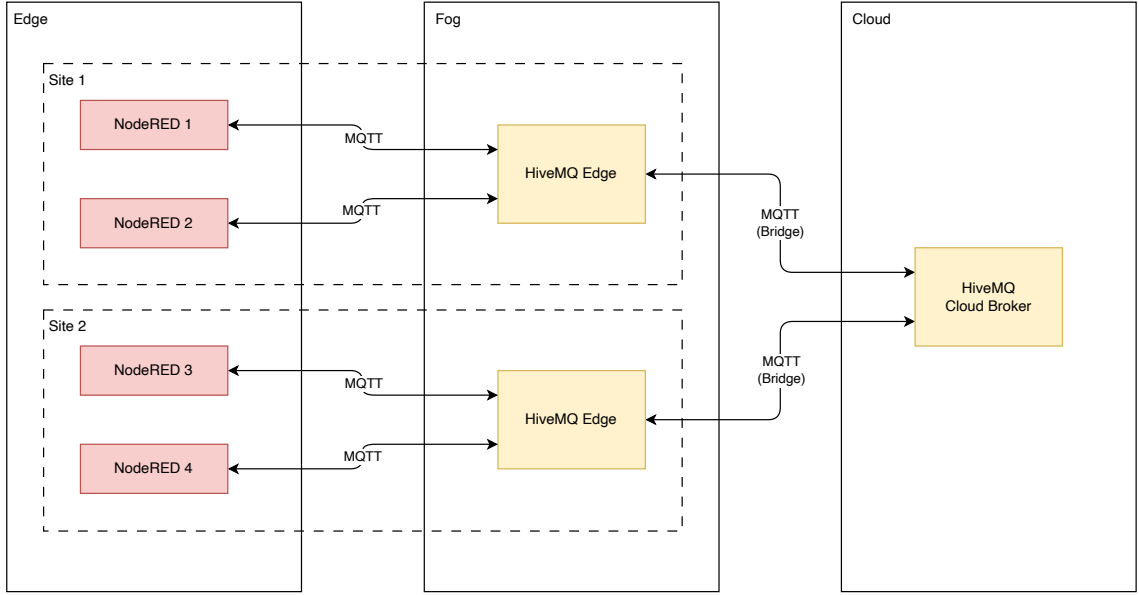 Edge
Fog
Cloud
Site 1
NodeRED 1
MQTT
HiveMQ Edge
NodeRED 2
MQTT
MQTT
(Bridge)
HiveMQ
Cloud Broker
Site 2
NodeRED 3
MQTT
HiveMQ Edge
MQTT
(Bridge)
NodeRED 4
MQTT